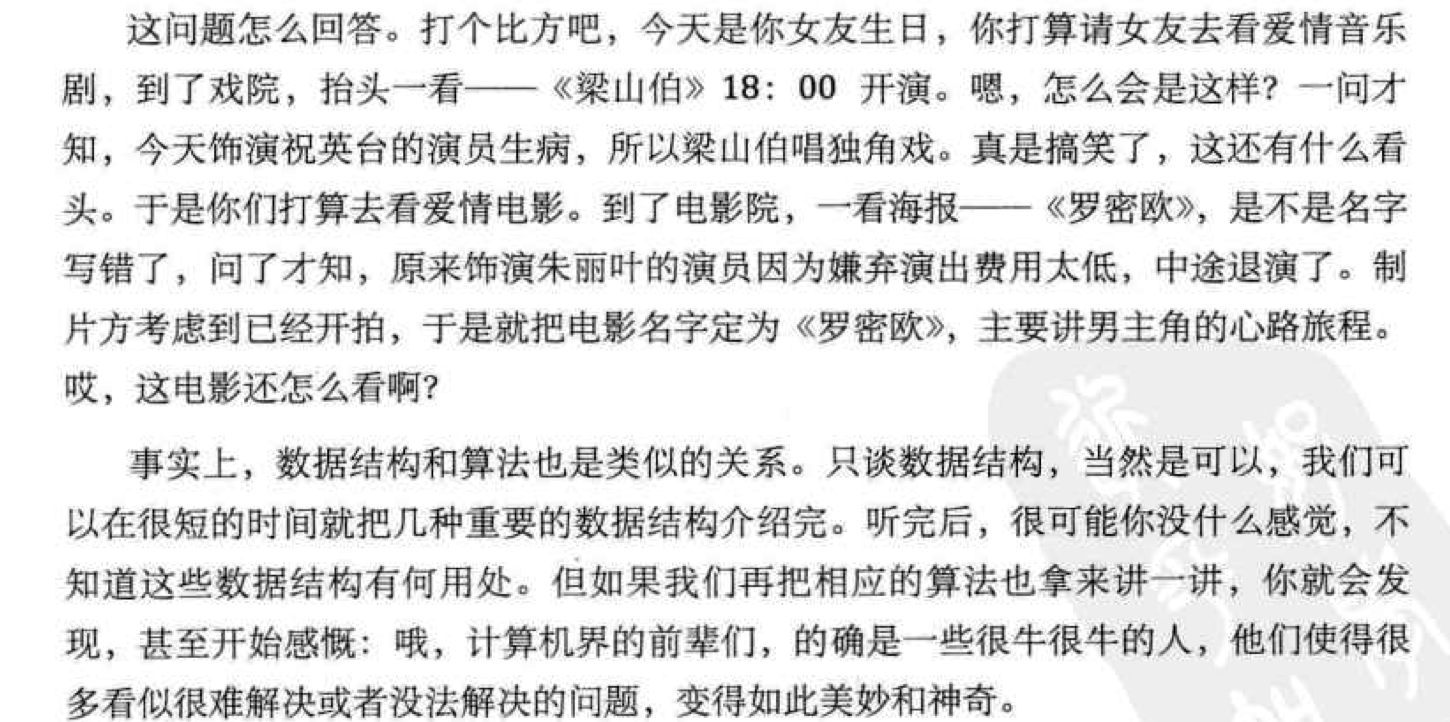 这问题怎么回答。打个比方吧，今天是你女友生日，你打算请女友去看爱情音乐
剧，到了戏院，抬头一看——《梁山伯》18：00 开演。嗯，怎么会是这样？一问才
知，今天饰演祝英台的演员生病，所以梁山伯唱独角戏。真是搞笑了，这还有什么看
头。于是你们打算去看爱情电影。到了电影院，一看海报——《罗密欧》，是不是名字
写错了，问了才知，原来饰演朱丽叶的演员因为嫌弃演出费用太低，中途退演了。制
片方考虑到已经开拍，于是就把电影名字定为《罗密欧》，主要讲男主角的心路旅程。
哎，这电影还怎么看啊？
事实上，数据结构和算法也是类似的关系。只谈数据结构，当然是可以，我们可
以在很短的时间就把几种重要的数据结构介绍完。听完后，很可能你没什么感觉，不
知道这些数据结构有何用处。但如果我们再把相应的算法也拿来讲一讲，你就会发
现，甚至开始感慨：哦，计算机界的前辈们，的确是一些很牛很牛的人，他们使得很
多看似很难解决或者没法解决的问题，变得如此美妙和神奇。